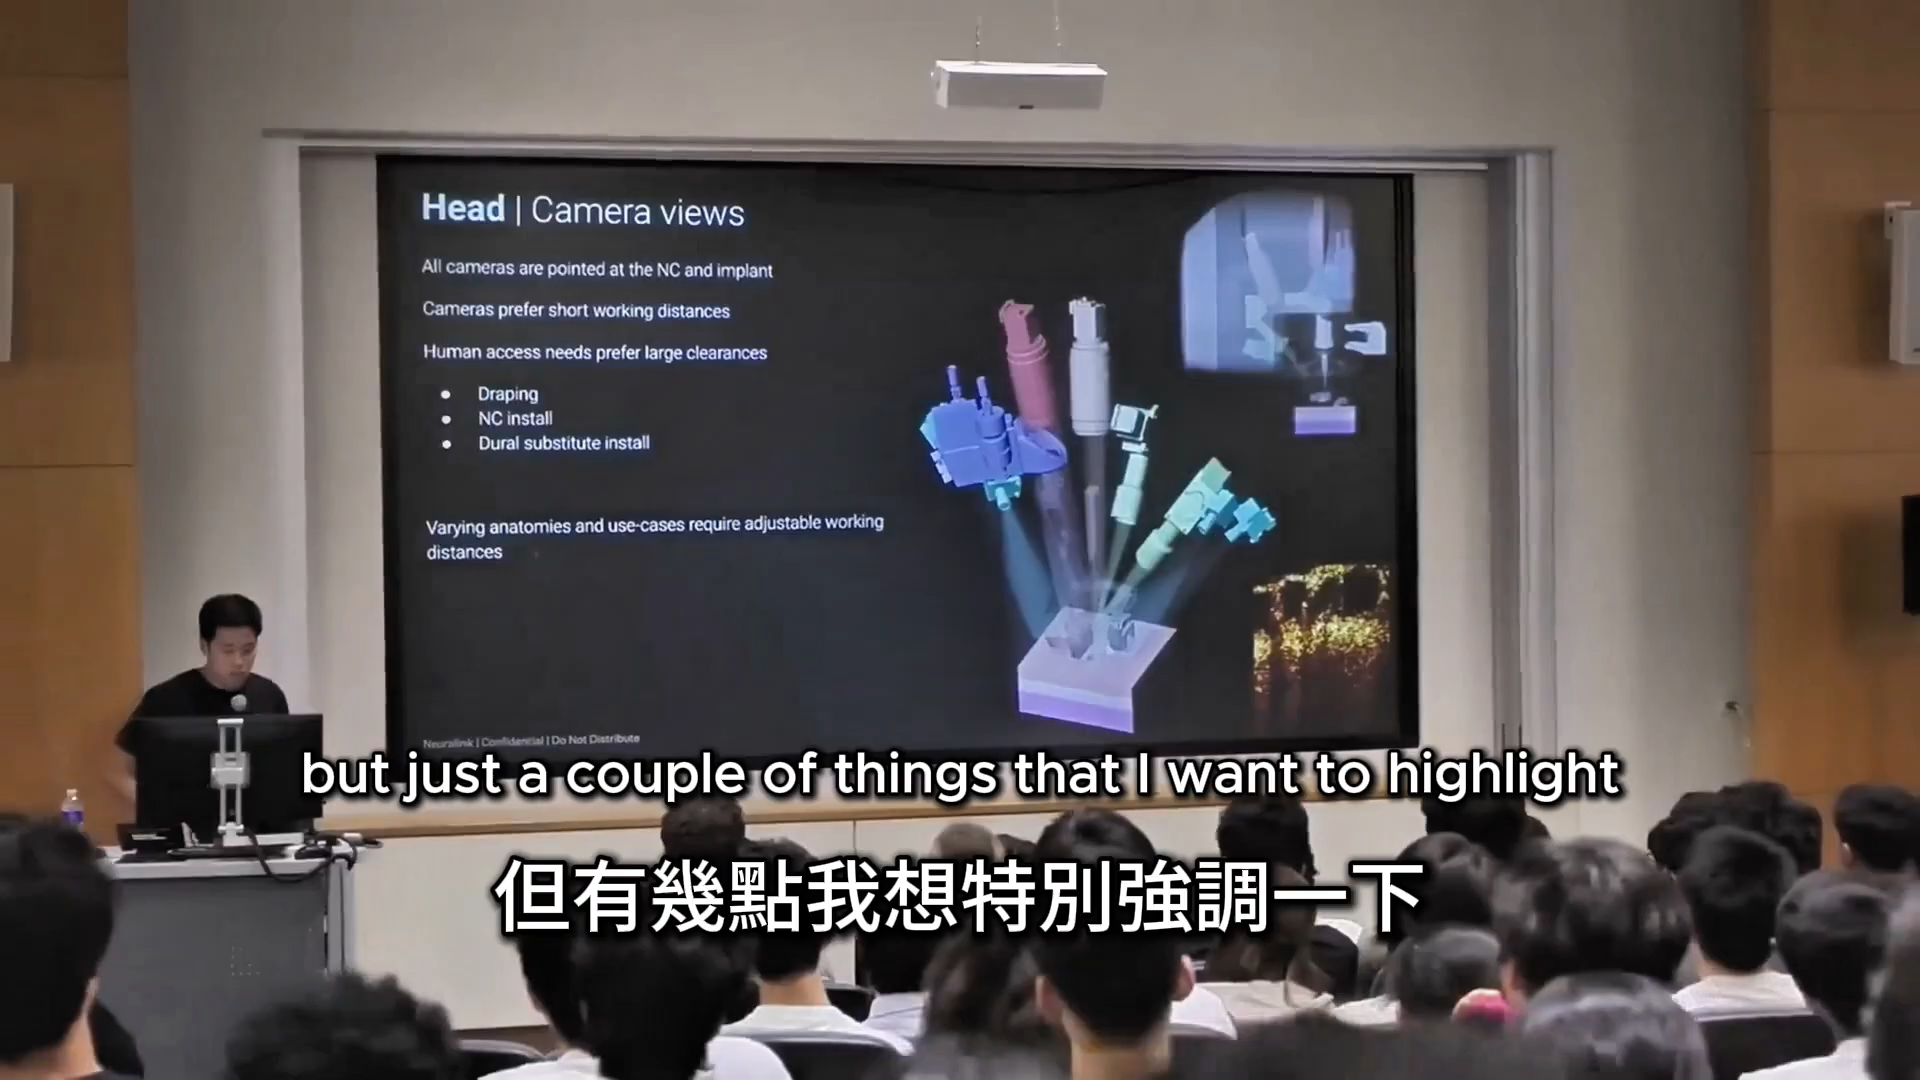 Head | Camera views
All cameras are pointed at the NC and implant
Cameras prefer short working distances
Human access needs prefer large clearances
● Draping
● NC install
● Dural substitute install
Varying anatomies and use-cases require adjustable working
distances
Neuralink | Confidential | Do Not Distribute
but just a couple of things that I want to highlight
但有幾點我想特別強調一下